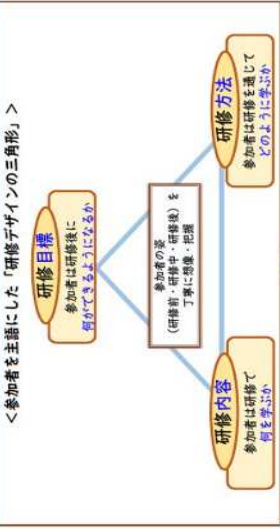 ＜参加者を主語にした「研修デザインの三角形」＞
研修目標
参加者は研修後に
何ができるようになるか
参加者の姿
（研修前・研修中・研修後）を
丁寧に想像・把握
研修内容
参加者は研修で
何を学ぶか
研修方法
参加者は研修を通じて
どのように学ぶか